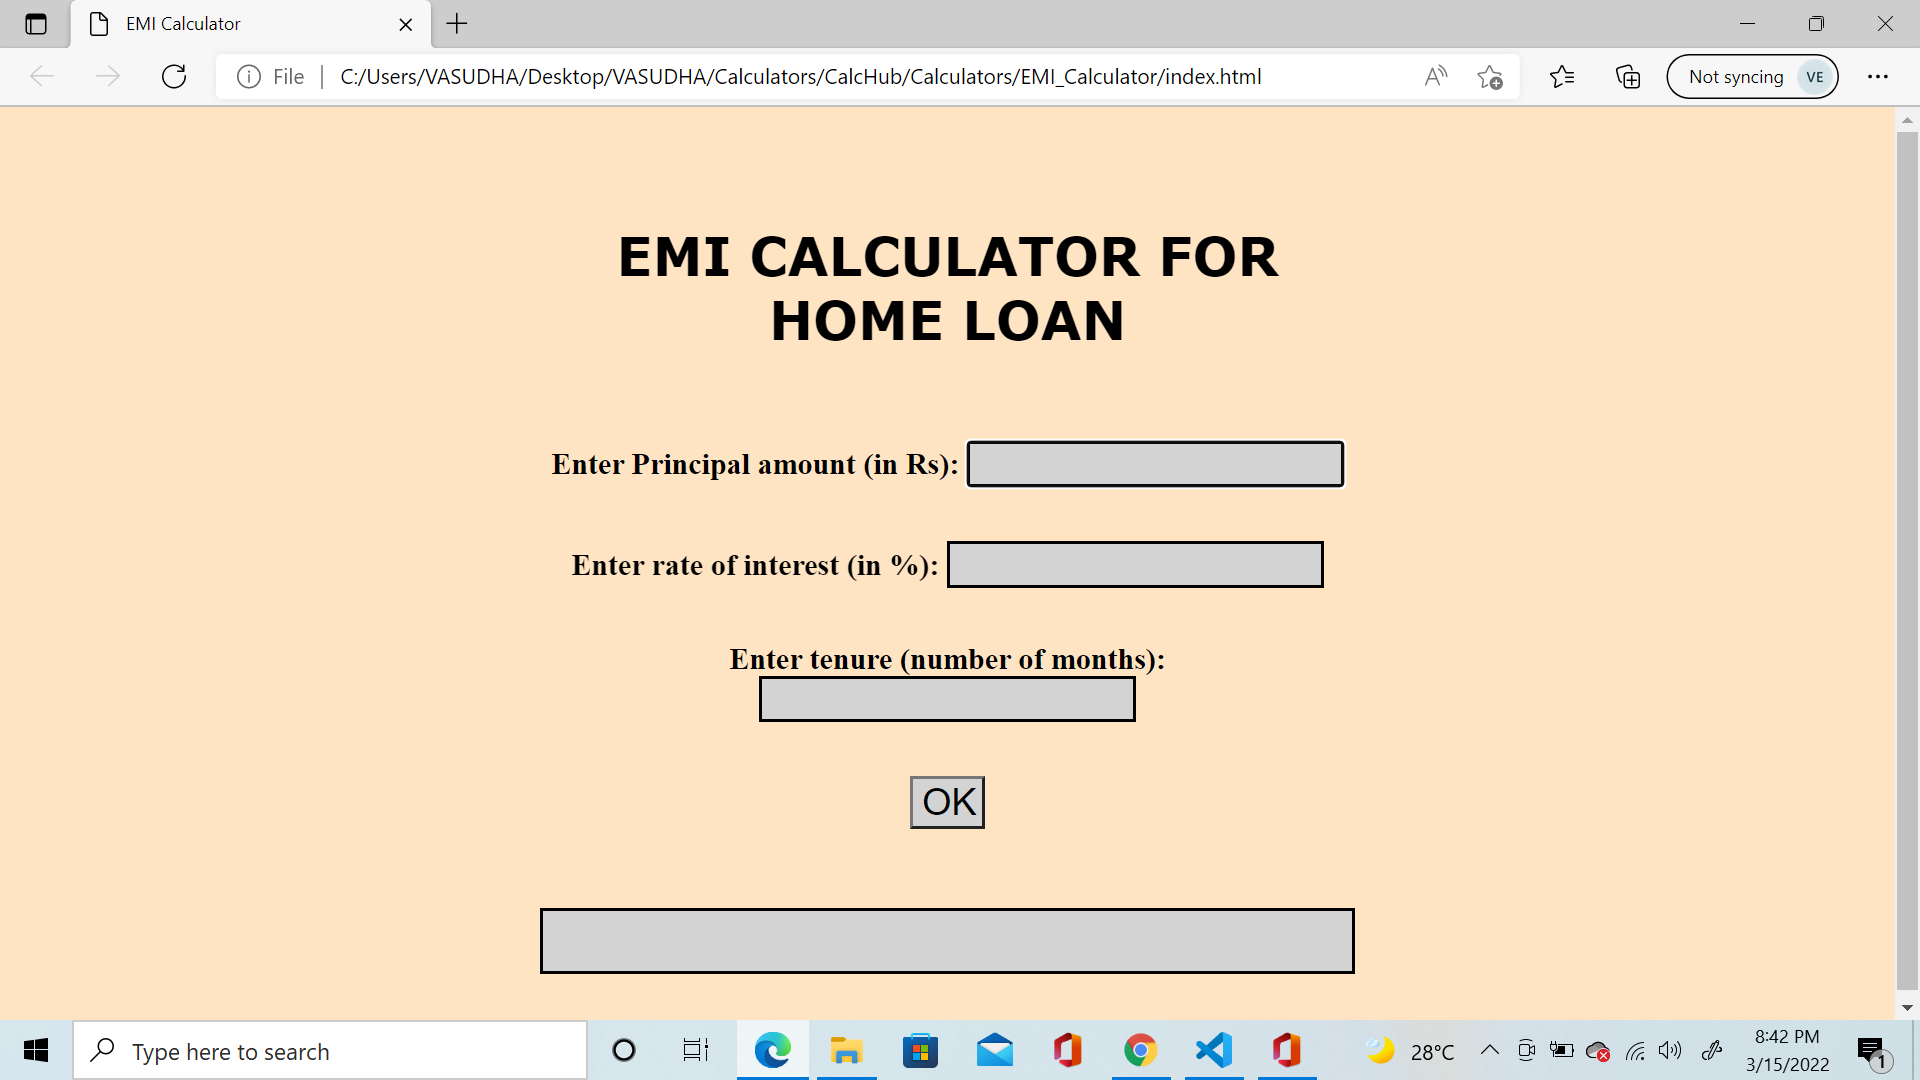 EMI Calculator
File
C:/Users/VASUDHA/Desktop/VASUDHA/Calculators/CalcHub/Calculators/EMI_Calculator/index.html
Not syncing
VE
EMI CALCULATOR FOR
HOME LOAN
Enter Principal amount (in Rs):
Enter rate of interest (in %):
Enter tenure (number of months):
OK
Type here to search
28°C
8:42 PM
3/15/2022
1